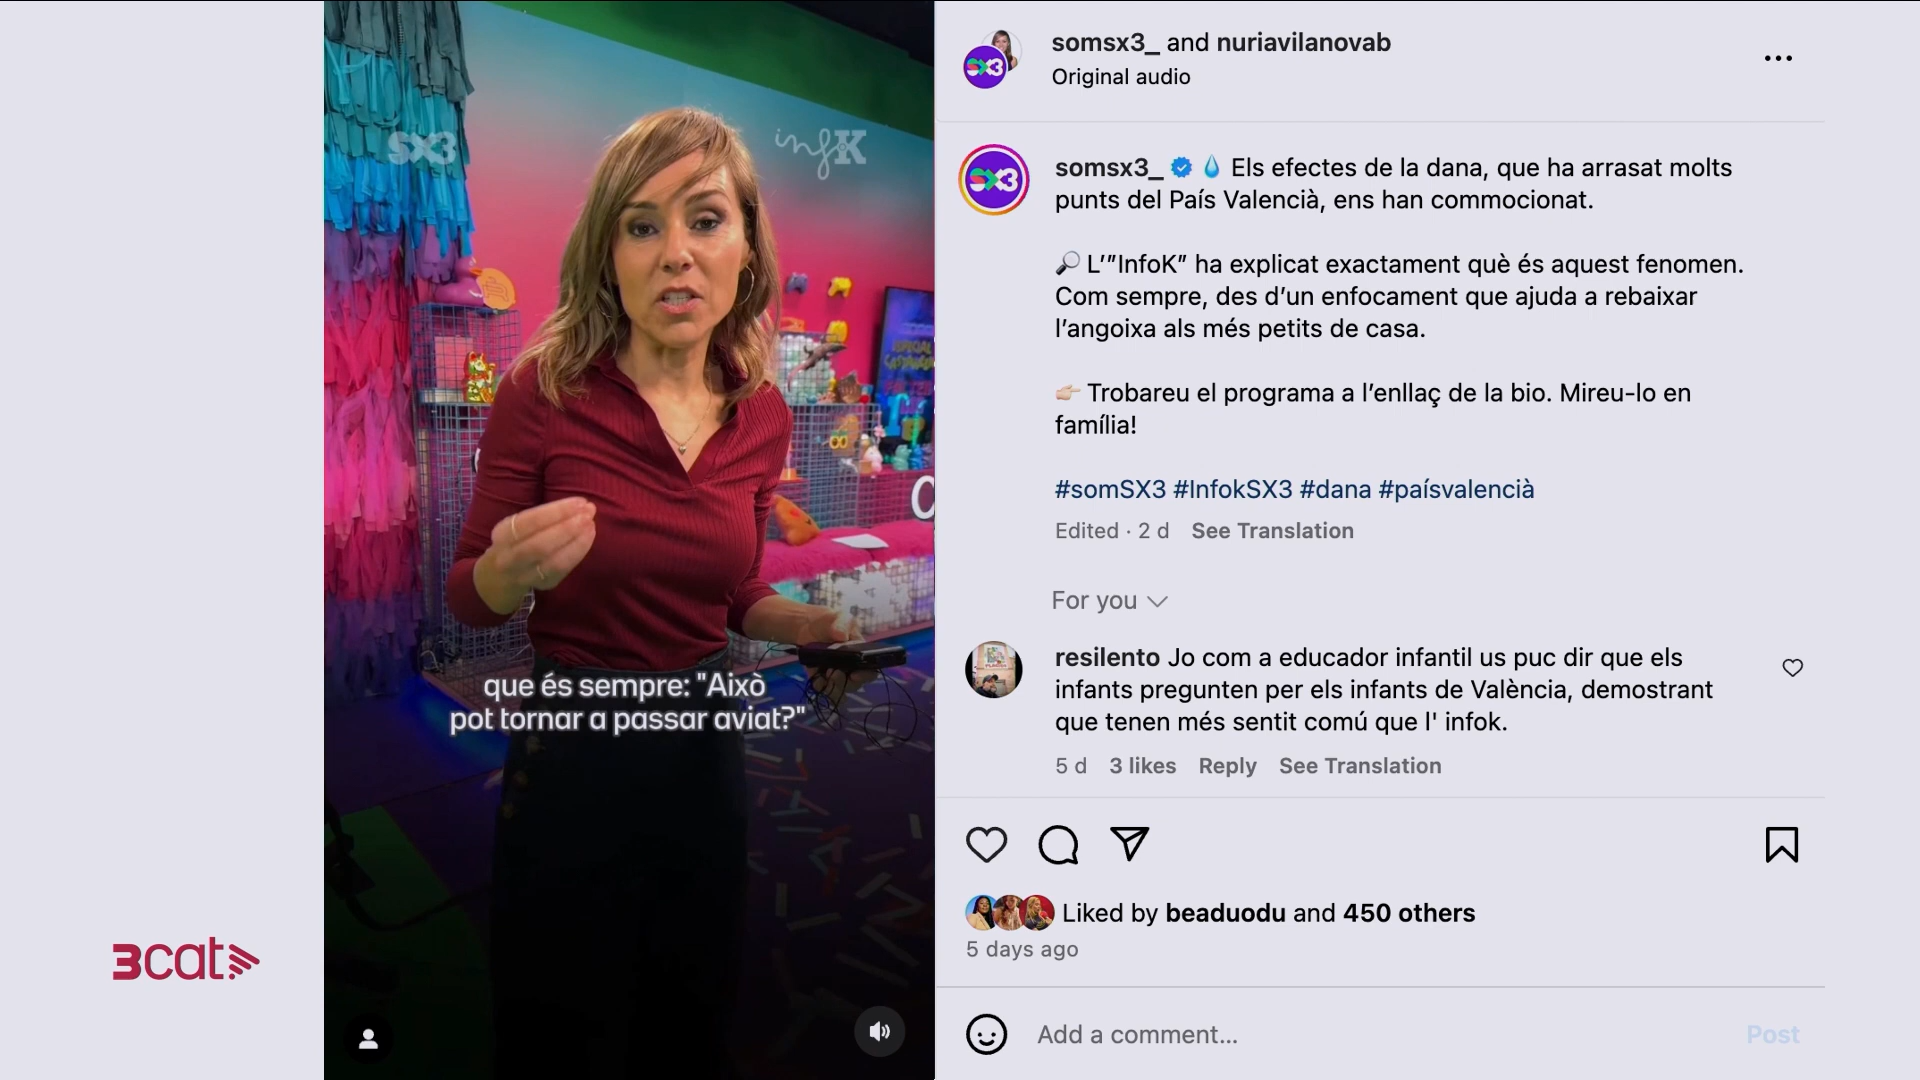 SX3
infoK
que és sempre: "Això
pot tornar a passar aviat?"
3cat
SX3
somsx3_ and nuriavilanovab
Original audio
SX3
somsx3_ 💧 Els efectes de la dana, que ha arrasat molts
punts del País Valencià, ens han commocionat.
🔎 L’”InfoK” ha explicat exactament què és aquest fenomen.
Com sempre, des d’un enfocament que ajuda a rebaixar
l’angoixa als més petits de casa.
👉🏻 Trobareu el programa a l’enllaç de la bio. Mireu-lo en
família!
#somSX3 #InfokSX3 #dana #paísvalencià
Edited · 2 d See Translation
For you
resilento Jo com a educador infantil us puc dir que els
infants pregunten per els infants de València, demostrant
que tenen més sentit comú que l' infok.
5 d 3 likes Reply See Translation
Liked by beaduodu and 450 others
5 days ago
Add a comment...
Post